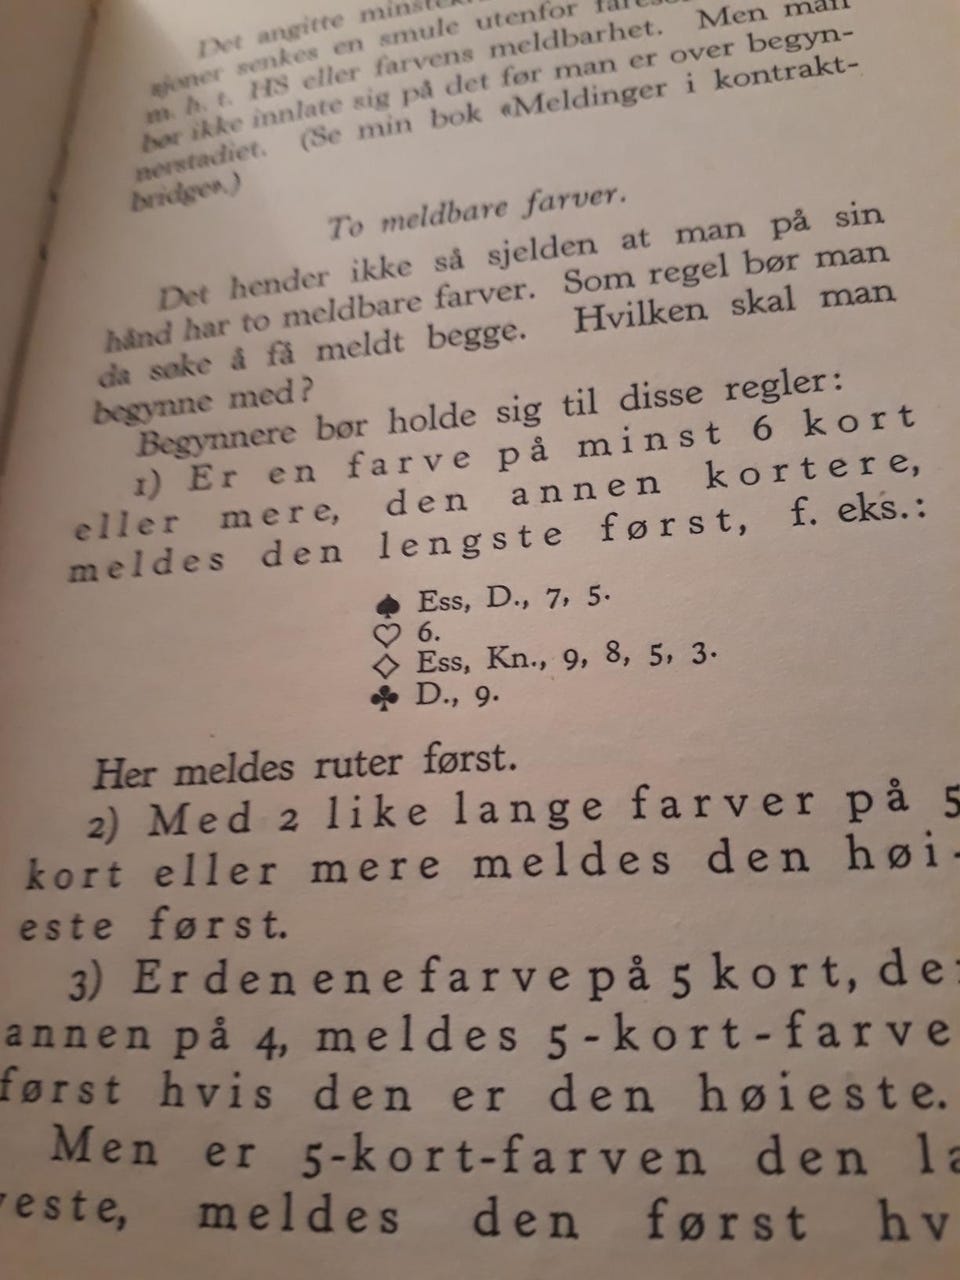 Det angitte
sjoner senkes en smule utenfor
m. h. t. HS eller farvens meldbarhet. Men man
bør ikke innlate sig på det før man er over begyn-
nerstadiet. (Se min bok «Meldinger i kontrakt-
bridge».)
To meldbare farver.
Det hender ikke så sjelden at man på sin
hånd har to meldbare farver. Som regel bør man
da søke å få meldt begge. Hvilken skal man
begynne med?
Begynnere bør holde sig til disse regler:
1) Er en farve på minst 6 kort
eller mere, den annen kortere,
meldes den lengste først, f. eks.:
♠ Ess, D., 7, 5.
♡ 6.
♢ Ess, Kn., 9, 8, 5, 3.
♣ D., 9.
Her meldes ruter først.
2) Med 2 like lange farver på 5
kort eller mere meldes den høi-
este først.
3) Er den ene farve på 5 kort, de
annen på 4, meldes 5-kort-farve
først hvis den er den høieste.
Men er 5-kort-farven den la
veste, meldes den først hv